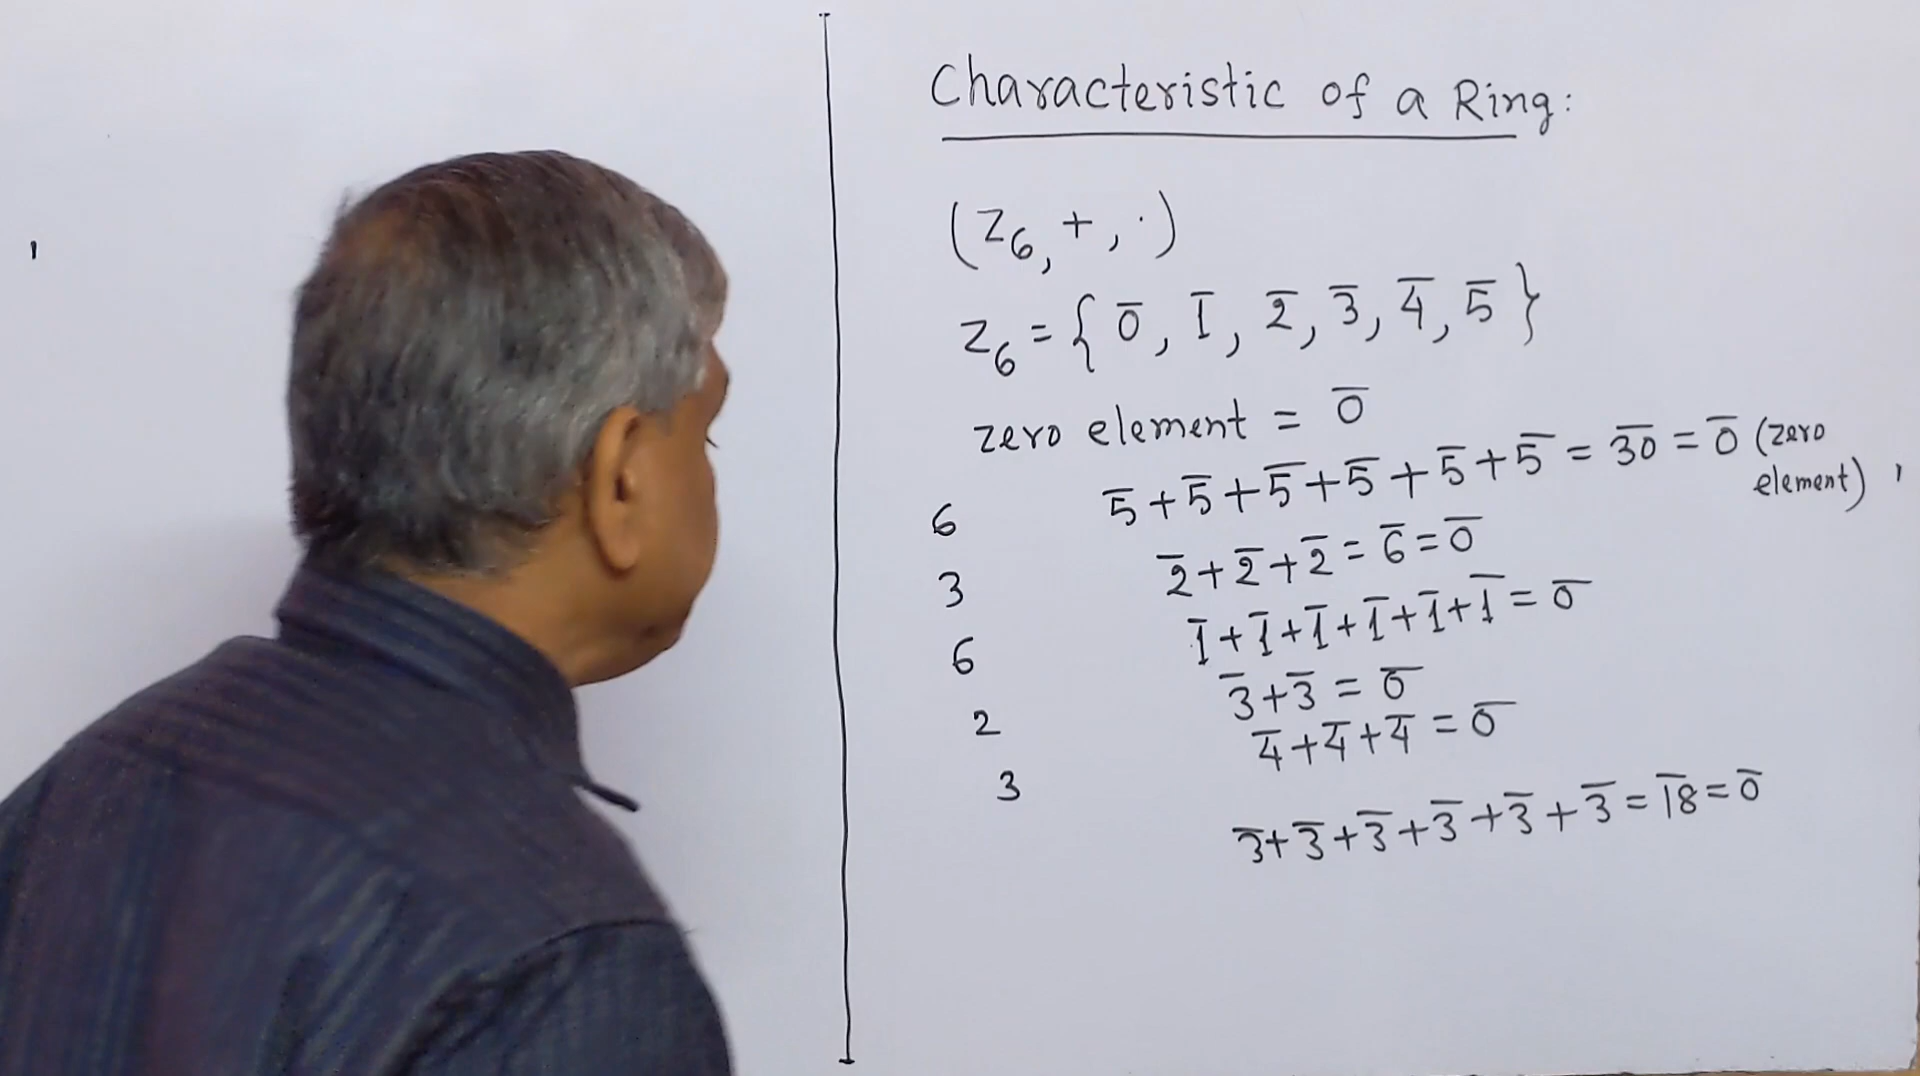 Characteristic of a Ring:
(Z₆, +, ·)
Z₆ = { 0̅, 1̅, 2̅, 3̅, 4̅, 5̅ }
zero element = 0̅
6 5̅ + 5̅ + 5̅ + 5̅ + 5̅ + 5̅ = 3̅0̅ = 0̅ (zero element),
3 2̅ + 2̅ + 2̅ = 6̅ = 0̅
6 1̅ + 1̅ + 1̅ + 1̅ + 1̅ + 1̅ = 0̅
2 3̅ + 3̅ = 0̅
3 4̅ + 4̅ + 4̅ = 0̅
3̅ + 3̅ + 3̅ + 3̅ + 3̅ + 3̅ = 1̅8̅ = 0̅